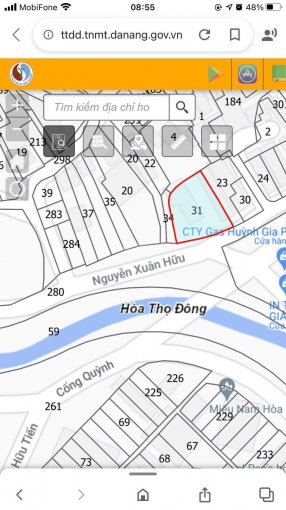 MobiFone
08:55
48%
ttdd.tnmt.danang.gov.vn
Tìm kiếm địa chỉ ho
1
184
4
213
298
19
20
22
2
39
35
20
23
24
37
283
34
31
30
284
CTY Gas Huỳnh Gia P
Cửa hàn
Nguyễn Xuân Hữu
280
Hòa Thọ Đông
IN T
GIA
59
Cống Quỳnh
226
225
229
227
261
Miếu Nam Hòa
Hữu Tiến
69
67
73
68